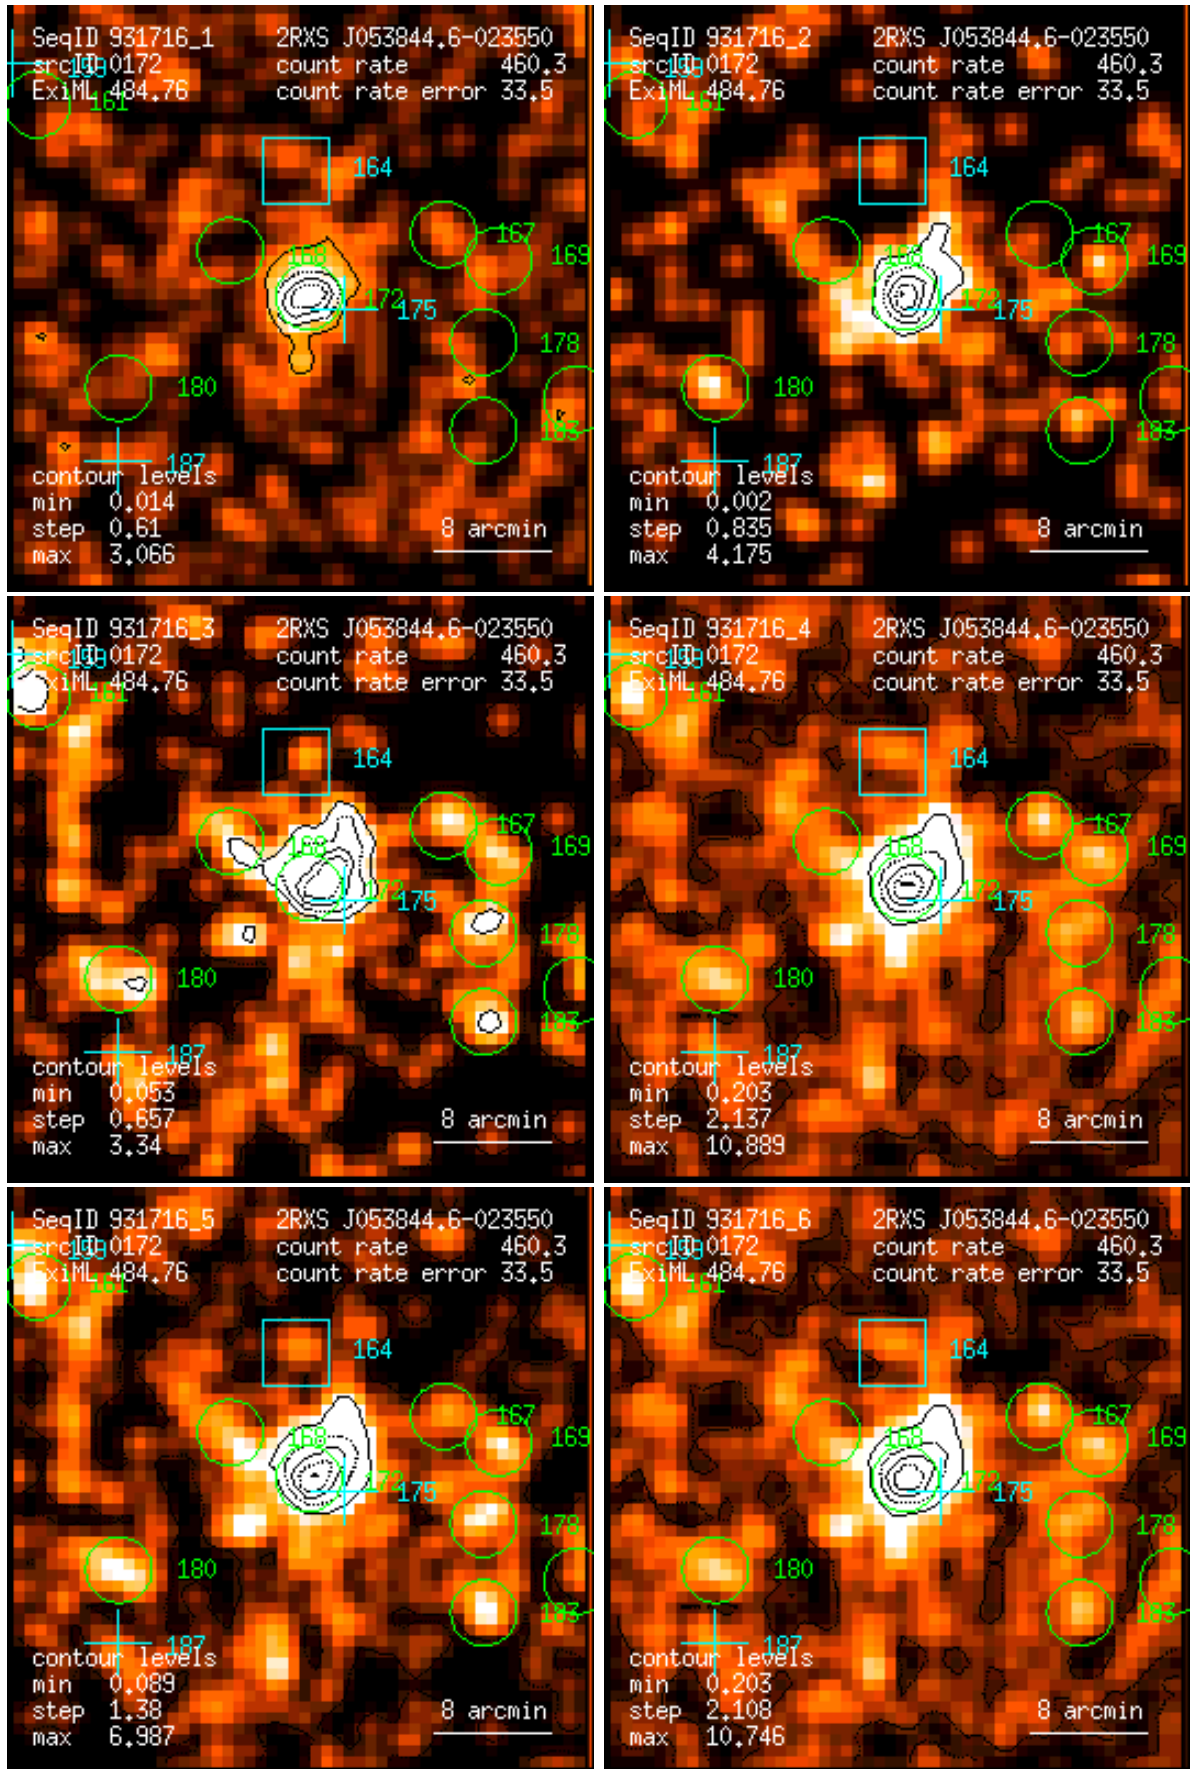 SeqID 931716_1 2RXS J053844.6-023550
159
srcID 0172 count rate 460.3
ExiML 484.76 count rate error 33.5
161
164
167
168
169
172
175
178
180
183
187
contour levels
min 0.014
step 0.61 8 arcmin
max 3.066
SeqID 931716_2 2RXS J053844.6-023550
159
srcID 0172 count rate 460.3
ExiML 484.76 count rate error 33.5
161
164
167
168
169
172
175
178
180
183
187
contour levels
min 0.002
step 0.835 8 arcmin
max 4.175
SeqID 931716_3 2RXS J053844.6-023550
159
srcID 0172 count rate 460.3
ExiML 484.76 count rate error 33.5
161
164
167
168
169
172
175
178
180
183
187
contour levels
min 0.053
step 0.657 8 arcmin
max 3.34
SeqID 931716_4 2RXS J053844.6-023550
159
srcID 0172 count rate 460.3
ExiML 484.76 count rate error 33.5
161
164
167
168
169
172
175
178
180
183
187
contour levels
min 0.203
step 2.137 8 arcmin
max 10.889
SeqID 931716_5 2RXS J053844.6-023550
159
srcID 0172 count rate 460.3
ExiML 484.76 count rate error 33.5
161
164
167
168
169
172
175
178
180
183
187
contour levels
min 0.089
step 1.38 8 arcmin
max 6.987
SeqID 931716_6 2RXS J053844.6-023550
159
srcID 0172 count rate 460.3
ExiML 484.76 count rate error 33.5
161
164
167
168
169
172
175
178
180
183
187
contour levels
min 0.203
step 2.108 8 arcmin
max 10.746